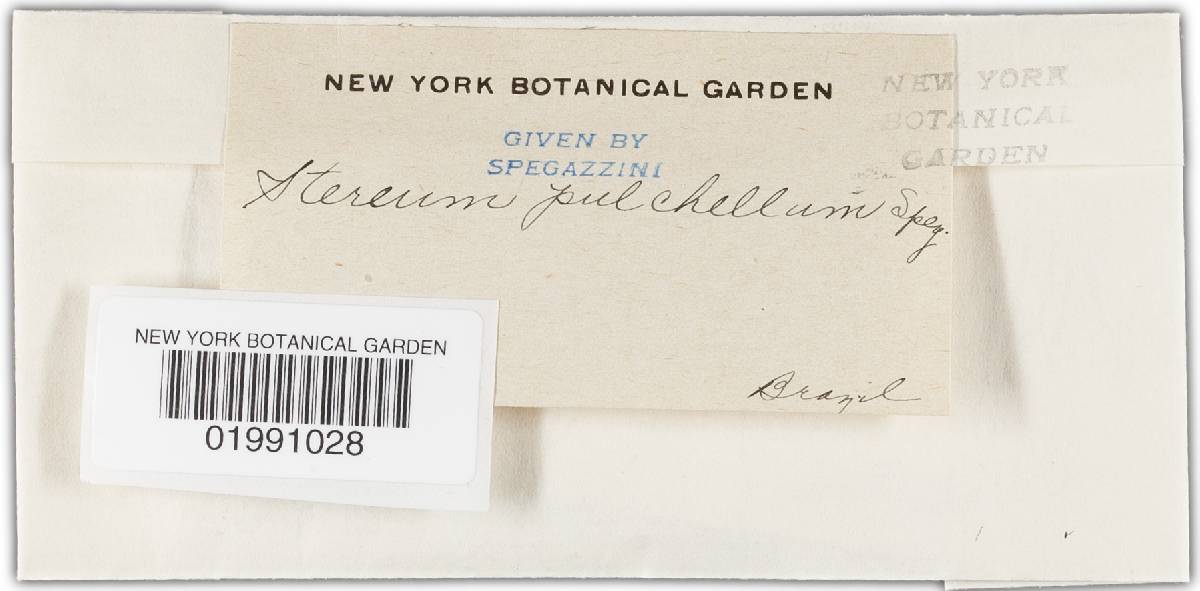 NEW YORK BOTANICAL GARDEN
NEW YORK
BOTANICAL
GARDEN
GIVEN BY
SPEGAZZINI
Stereum pulchellum Speg.
Brazil
NEW YORK BOTANICAL GARDEN
01991028